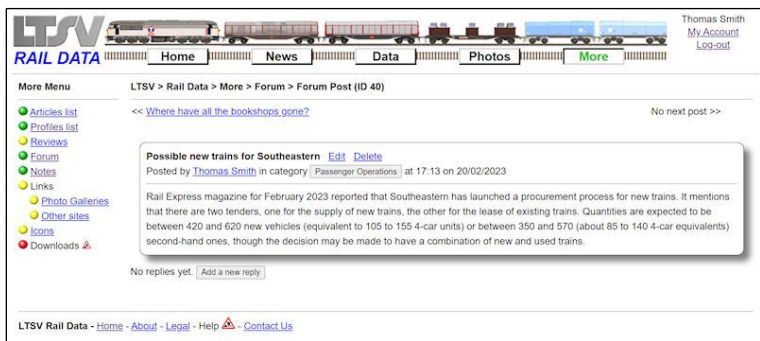 LTSV
RAIL DATA
Home
News
Data
Photos
More
Thomas Smith
My Account
Log-out
More Menu
Articles list
Profiles list
Reviews
Forum
Notes
Links
Photo Galleries
Other sites
Icons
Downloads
LTSV > Rail Data > More > Forum > Forum Post (ID 40)
<< Where have all the bookshops gone?
No next post >>
Possible new trains for Southeastern Edit Delete
Posted by Thomas Smith in category Passenger Operations at 17:13 on 20/02/2023
Rail Express magazine for February 2023 reported that Southeastern has launched a procurement process for new trains. It mentions
that there are two tenders, one for the supply of new trains, the other for the lease of existing trains. Quantities are expected to be
between 420 and 620 new vehicles (equivalent to 105 to 155 4-car units) or between 350 and 570 (about 85 to 140 4-car equivalents)
second-hand ones, though the decision may be made to have a combination of new and used trains.
No replies yet. Add a new reply
LTSV Rail Data - Home - About - Legal - Help - Contact Us